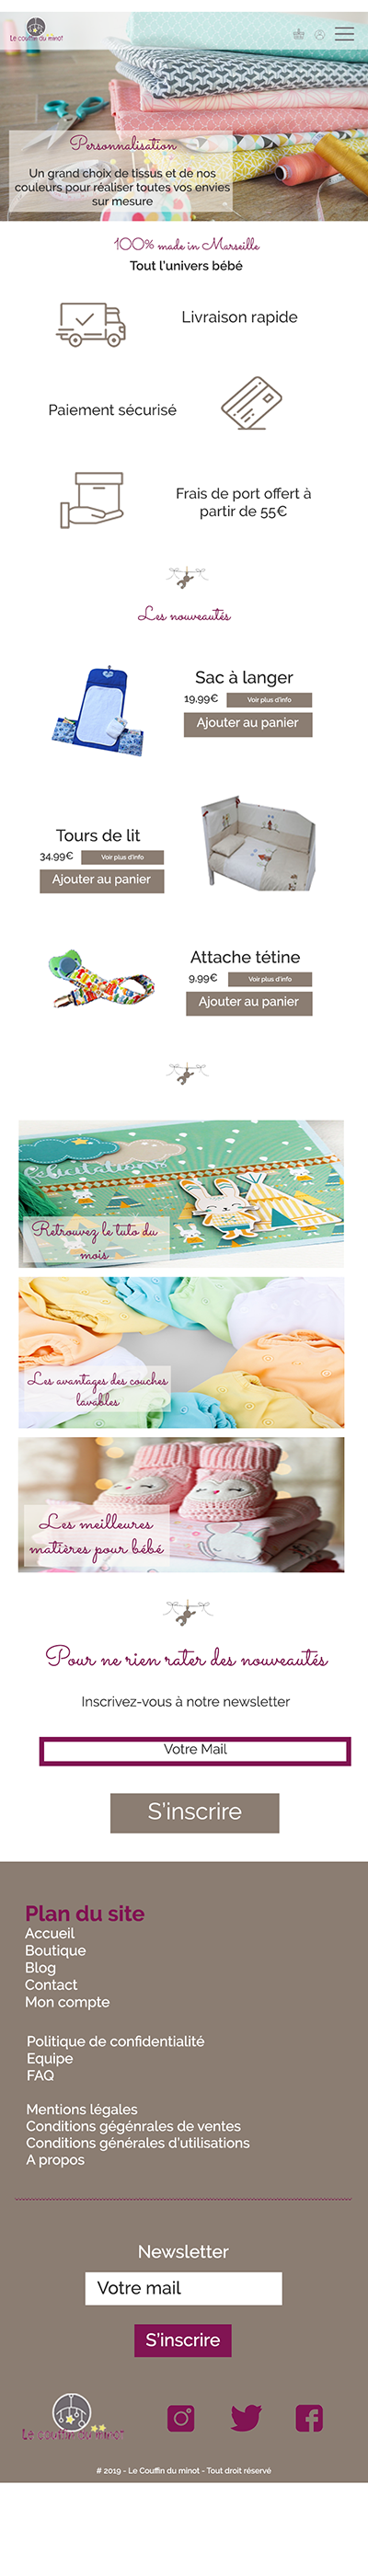 Le couffin du minot
Personnalisation
Un grand choix de tissus et de nos
couleurs pour réaliser toutes vos envies
sur mesure
100% made in Marseille
Tout l'univers bébé
Livraison rapide
Paiement sécurisé
Frais de port offert à
partir de 55€
Les nouveautés
Sac à langer
19,99€ Voir plus d'info
Ajouter au panier
Tours de lit
34,99€ Voir plus d'info
Ajouter au panier
Attache tétine
9,99€ Voir plus d'info
Ajouter au panier
Félicitations
Retrouvez le tuto du
mois
Les avantages des couches
lavables
Les meilleures
matières pour bébé
Pour ne rien rater des nouveautés
Inscrivez-vous à notre newsletter
Votre Mail
S'inscrire
Plan du site
Accueil
Boutique
Blog
Contact
Mon compte
Politique de confidentialité
Equipe
FAQ
Mentions légales
Conditions gégénrales de ventes
Conditions générales d'utilisations
A propos
Newsletter
Votre mail
S'inscrire
Le couffin du minot
# 2019 - Le Couffin du minot - Tout droit réservé